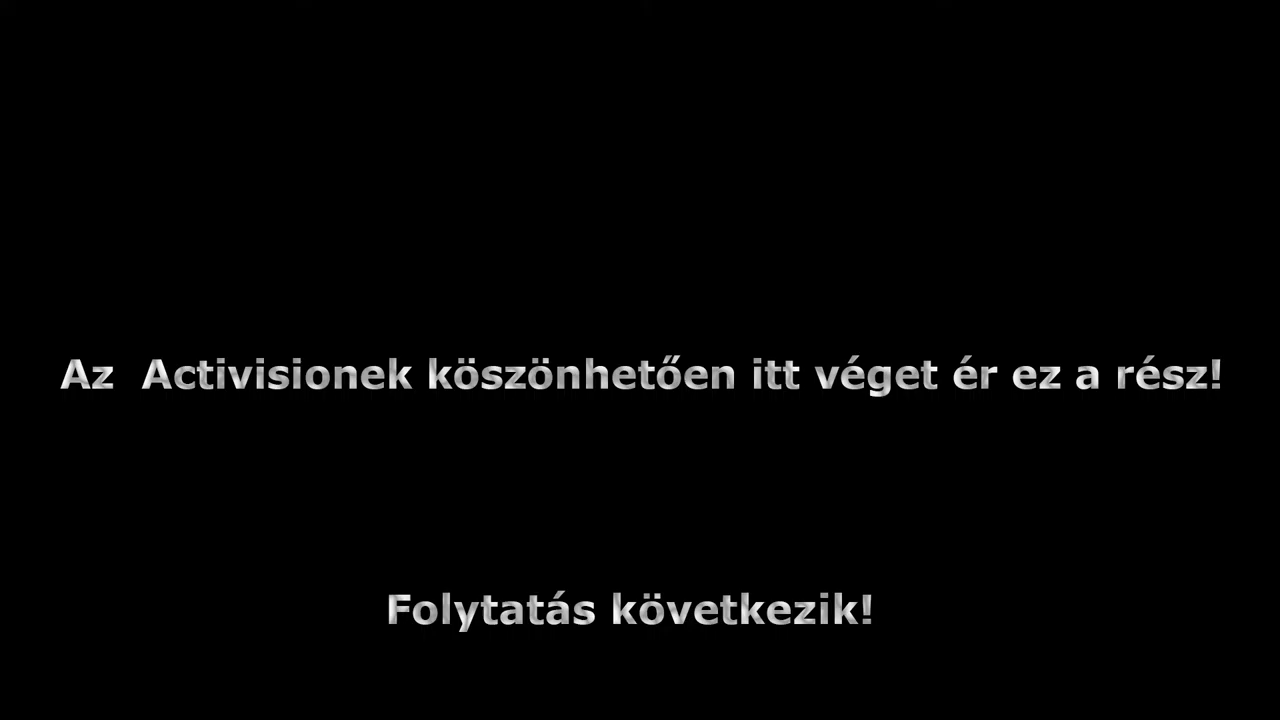 Az  Activisionek köszönhetően itt véget ér ez a rész!
Folytatás következik!